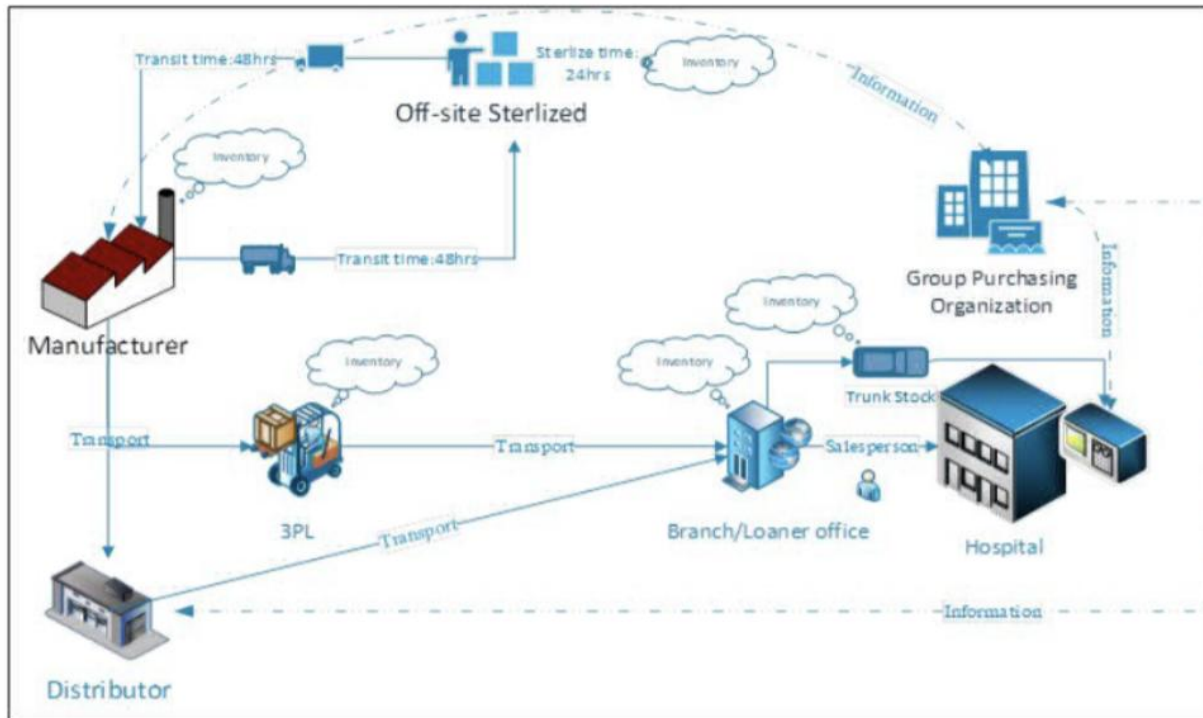 Transit time:48hrs
Sterlize time:
24hrs
Inventory
Information
Off-site Sterlized
Inventory
Transit time:48hrs
Group Purchasing
Organization
Information
Manufacturer
Inventory
Inventory
Inventory
Trunk Stock
Transport
Transport
Salesperson
3PL
Transport
Branch/Loaner office
Hospital
Information
Distributor